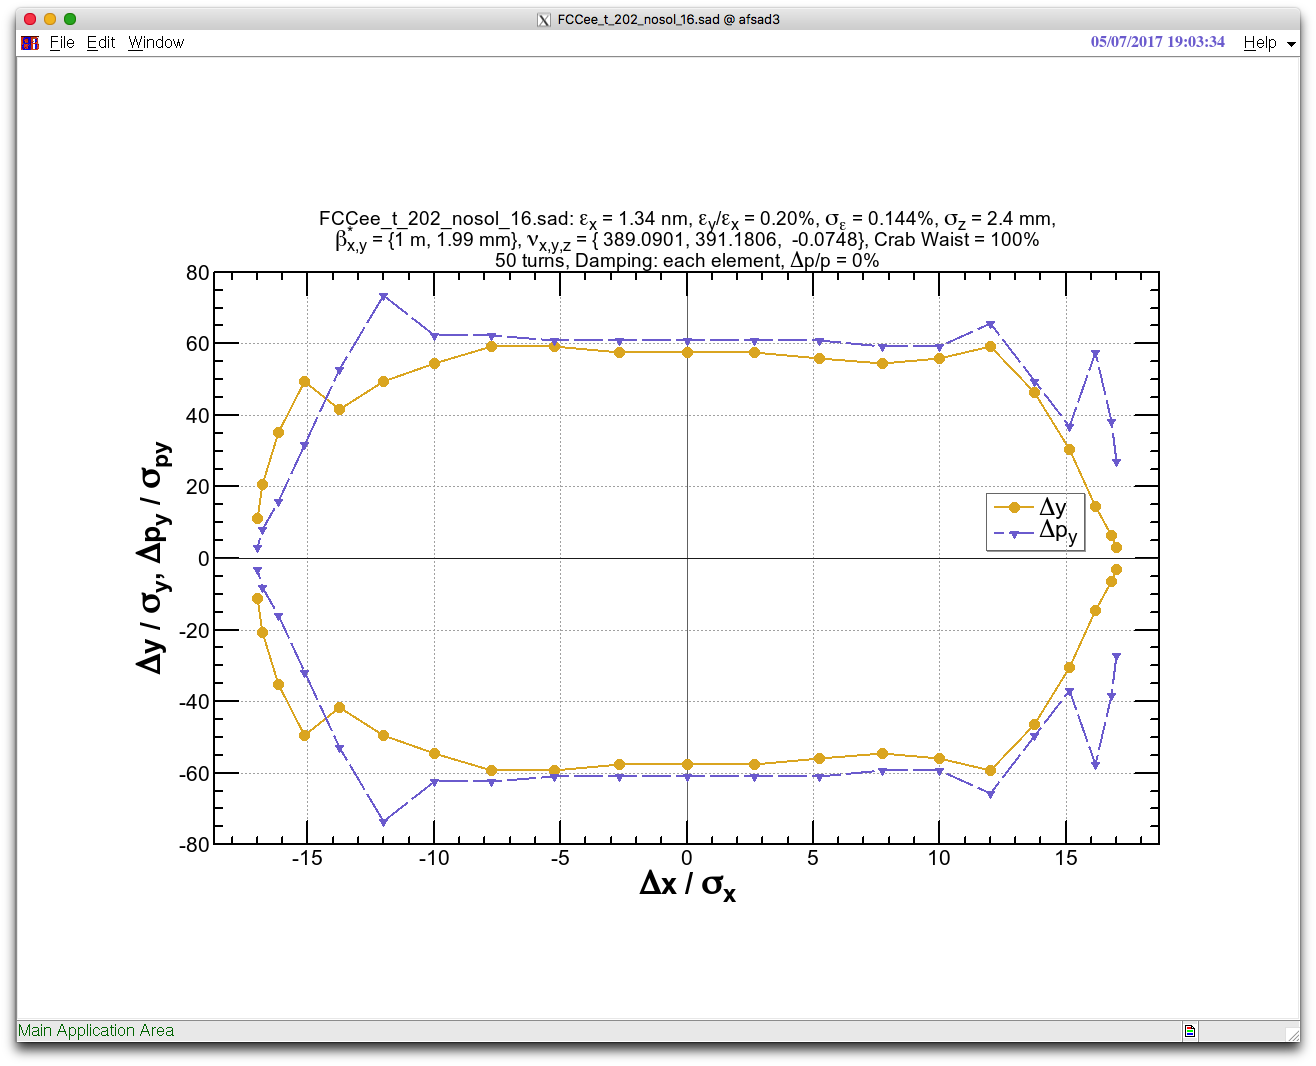 FCCee_t_202_nosol_16.sad @ afsad3
File Edit Window 05/07/2017 19:03:34 Help
FCCee_t_202_nosol_16.sad: εx = 1.34 nm, εy/εx = 0.20%, σε = 0.144%, σz = 2.4 mm,
β*x,y = {1 m, 1.99 mm}, νx,y,z = { 389.0901, 391.1806, -0.0748}, Crab Waist = 100%
50 turns, Damping: each element, Δp/p = 0%
80
60
40
20
0
-20
-40
-60
-80
Δy / σy, Δpy / σpy
Δy
Δpy
-15 -10 -5 0 5 10 15
Δx / σx
Main Application Area